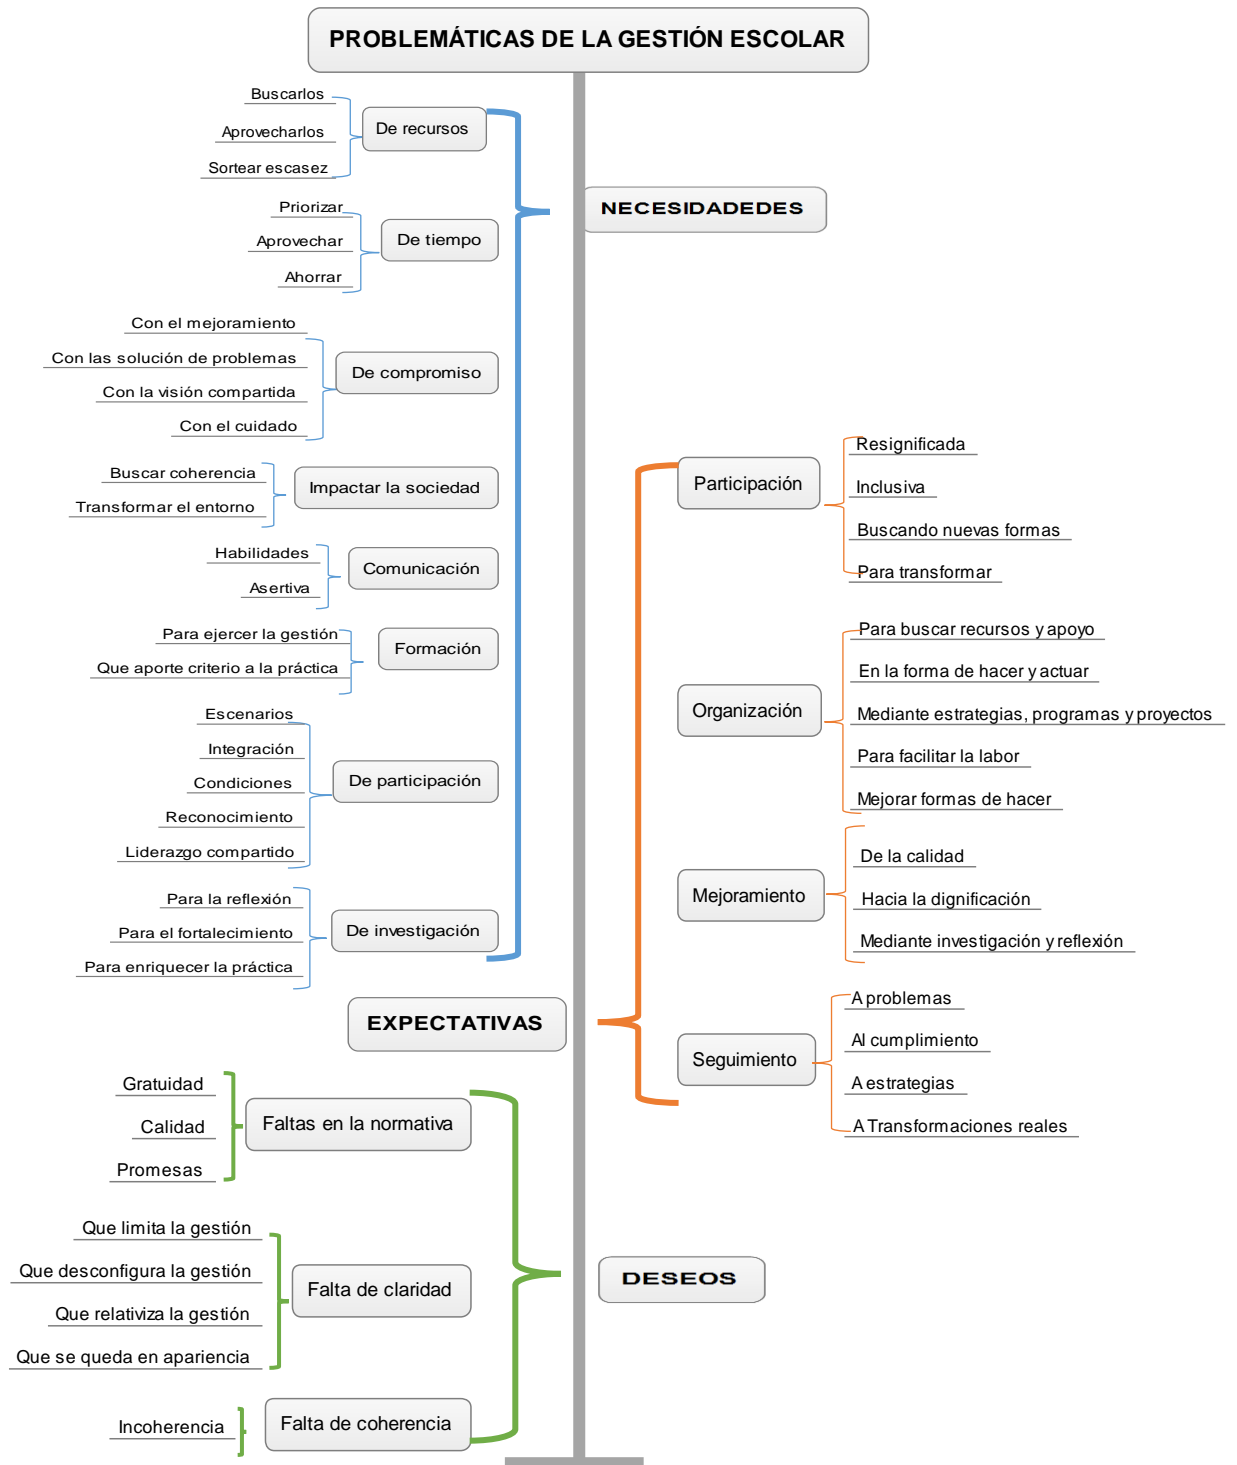 PROBLEMÁTICAS DE LA GESTIÓN ESCOLAR
NECESIDADEDES
De recursos
Buscarlos
Aprovecharlos
Sortear escasez
De tiempo
Priorizar
Aprovechar
Ahorrar
De compromiso
Con el mejoramiento
Con las solución de problemas
Con la visión compartida
Con el cuidado
Impactar la sociedad
Buscar coherencia
Transformar el entorno
Comunicación
Habilidades
Asertiva
Formación
Para ejercer la gestión
Que aporte criterio a la práctica
De participación
Escenarios
Integración
Condiciones
Reconocimiento
Liderazgo compartido
De investigación
Para la reflexión
Para el fortalecimiento
Para enriquecer la práctica
EXPECTATIVAS
Participación
Resignificada
Inclusiva
Buscando nuevas formas
Para transformar
Organización
Para buscar recursos y apoyo
En la forma de hacer y actuar
Mediante estrategias, programas y proyectos
Para facilitar la labor
Mejorar formas de hacer
Mejoramiento
De la calidad
Hacia la dignificación
Mediante investigación y reflexión
Seguimiento
A problemas
Al cumplimiento
A estrategias
A Transformaciones reales
DESEOS
Faltas en la normativa
Gratuidad
Calidad
Promesas
Falta de claridad
Que limita la gestión
Que desconfigura la gestión
Que relativiza la gestión
Que se queda en apariencia
Falta de coherencia
Incoherencia